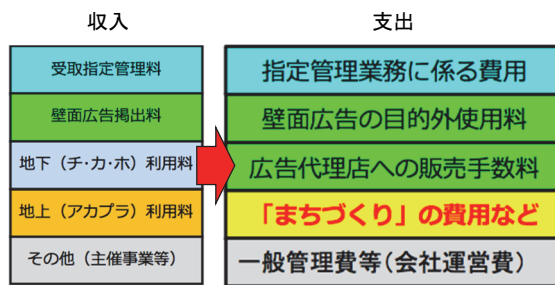 収入
受取指定管理料
壁面広告掲出料
地下（チ・カ・ホ）利用料
地上（アカプラ）利用料
その他（主催事業等）
支出
指定管理業務に係る費用
壁面広告の目的外使用料
広告代理店への販売手数料
「まちづくり」の費用など
一般管理費等（会社運営費）